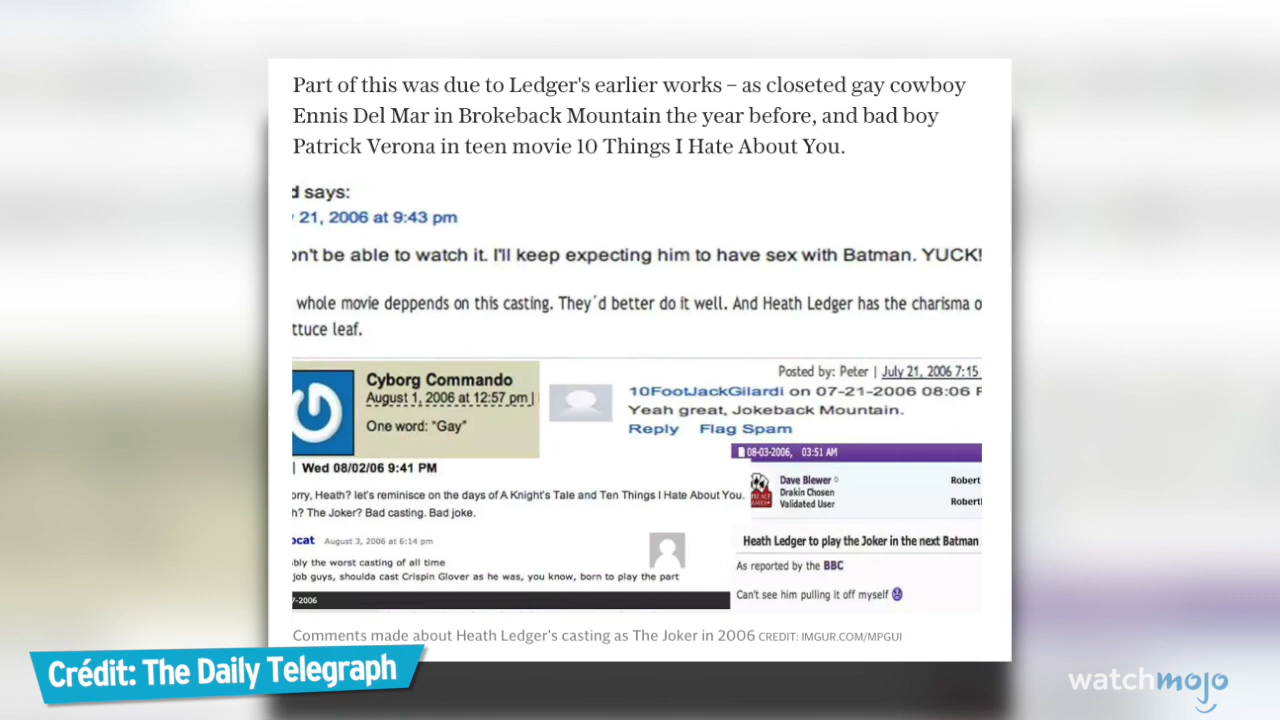 Part of this was due to Ledger's earlier works – as closeted gay cowboy
Ennis Del Mar in Brokeback Mountain the year before, and bad boy
Patrick Verona in teen movie 10 Things I Hate About You.
d says:
21, 2006 at 9:43 pm
on't be able to watch it. I'll keep expecting him to have sex with Batman. YUCK!
whole movie deppends on this casting. They´d better do it well. And Heath Ledger has the charisma o
ttuce leaf.
Posted by: Peter | July 21, 2006 7:15
Cyborg Commando
August 1, 2006 at 12:57 pm |
One word: "Gay"
10FootJackGilardi on 07-21-2006 08:06 P
Yeah great, Jokeback Mountain.
Reply Flag Spam
| Wed 08/02/06 9:41 PM
orry, Heath? let's reminisce on the days of A Knight's Tale and Ten Things I Hate About You.
h? The Joker? Bad casting. Bad joke.
ocat August 3, 2006 at 6:14 pm
bly the worst casting of all time
job guys, shoulda cast Crispin Glover as he was, you know, born to play the part
-2006
08-03-2006, 03:51 AM
Dave Blewer Robert
Drakin Chosen
Validated User Robert
Heath Ledger to play the Joker in the next Batman
As reported by the BBC
Can't see him pulling it off myself
Comments made about Heath Ledger's casting as The Joker in 2006 CREDIT: IMGUR.COM/MPGUI
Crédit: The Daily Telegraph
watchmojo